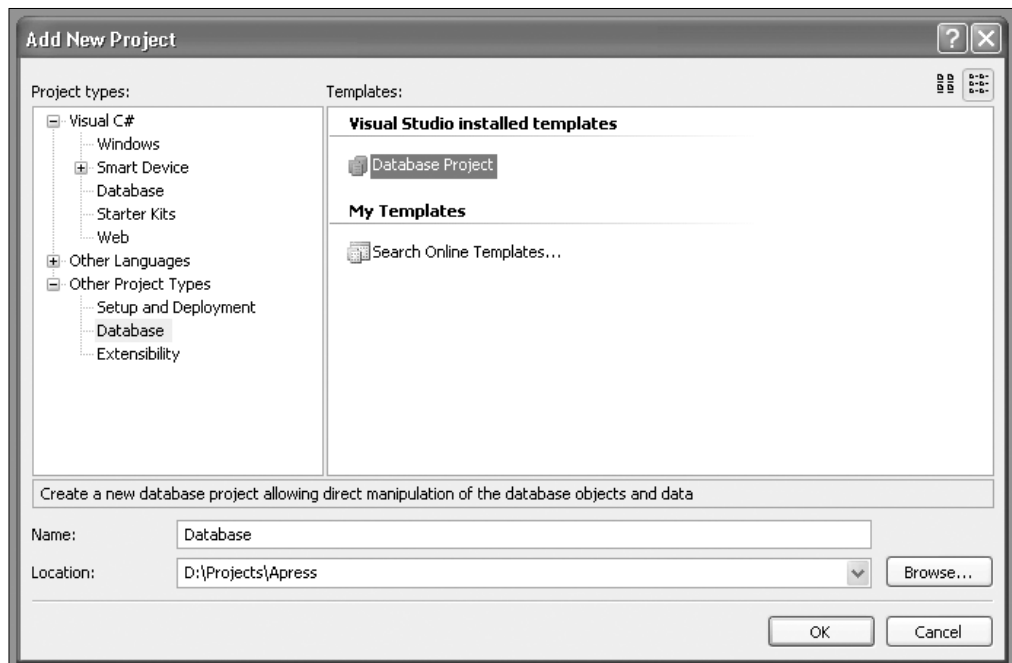 Add New Project
Project types:
Templates:
Visual C#
Windows
Smart Device
Database
Starter Kits
Web
Other Languages
Other Project Types
Setup and Deployment
Database
Extensibility
Visual Studio installed templates
Database Project
My Templates
Search Online Templates...
Create a new database project allowing direct manipulation of the database objects and data
Name:
Database
Location:
D:\Projects\Apress
Browse...
OK
Cancel